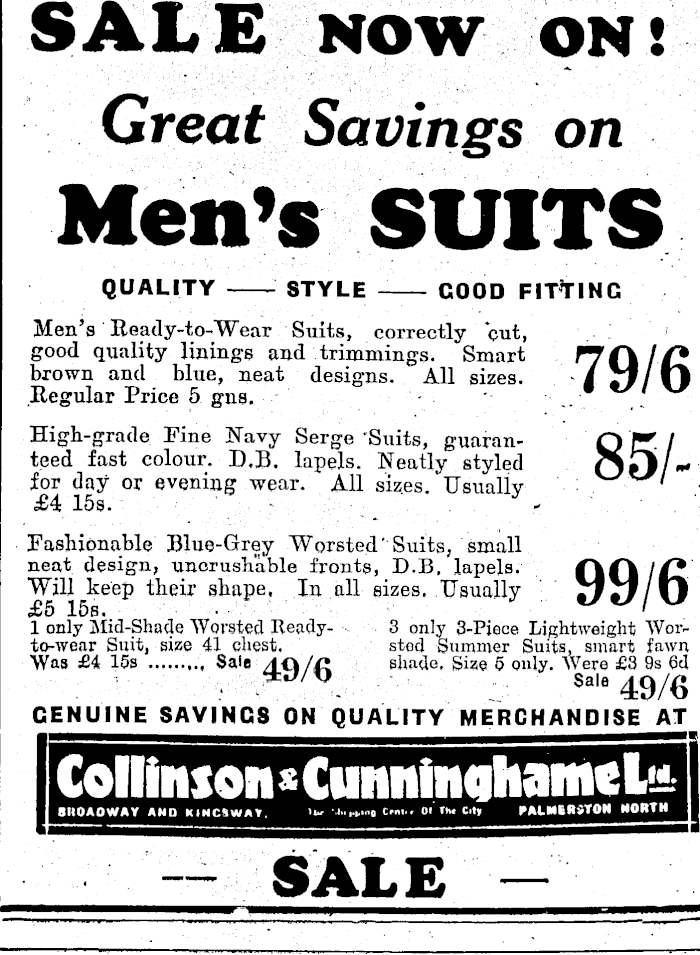 SALE NOW ON!
Great Savings on
Men's SUITS
QUALITY —— STYLE —— GOOD FITTING
Men's Ready-to-Wear Suits, correctly cut,
good quality linings and trimmings. Smart
brown and blue, neat designs. All sizes.
Regular Price 5 gns.
79/6
High-grade Fine Navy Serge Suits, guaran-
teed fast colour. D.B. lapels. Neatly styled
for day or evening wear. All sizes. Usually
£4 15s.
85/-
Fashionable Blue-Grey Worsted Suits, small
neat design, uncrushable fronts, D.B. lapels.
Will keep their shape. In all sizes. Usually
£5 15s.
99/6
1 only Mid-Shade Worsted Ready-
to-wear Suit, size 41 chest.
Was £4 15s ......... Sale 49/6
3 only 3-Piece Lightweight Wor-
sted Summer Suits, smart fawn
shade. Size 5 only. Were £3 9s 6d
Sale 49/6
GENUINE SAVINGS ON QUALITY MERCHANDISE AT
Collinson & Cunninghame Ltd.
BROADWAY AND KINGSWAY. The Shopping Centre Of The City PALMERSTON NORTH
—— SALE ——